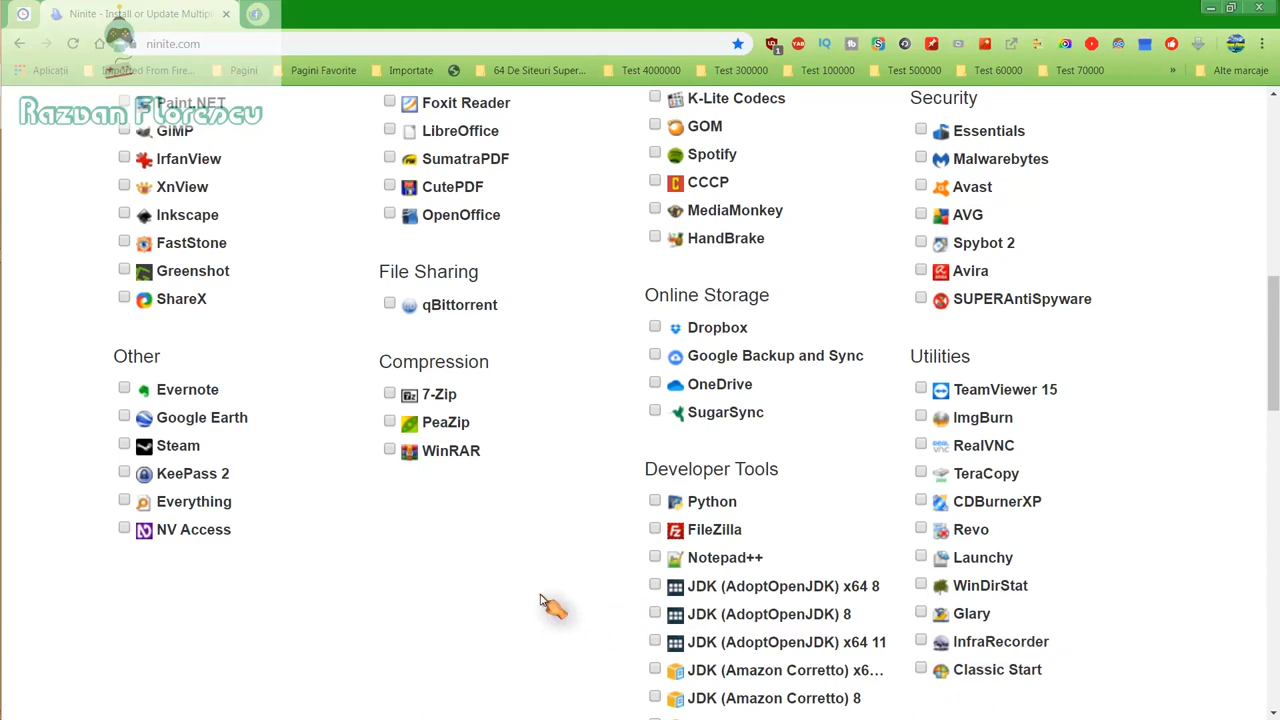 Ninite - Install or Update Multipl
ninite.com
1
Aplicații
Imported From Fire...
Pagini
Pagini Favorite
Importate
64 De Siteuri Super...
Test 4000000
Test 300000
Test 100000
Test 500000
Test 60000
Test 70000
»
Alte marcaje
Razvan Florescu
Paint.NET
GIMP
IrfanView
XnView
Inkscape
FastStone
Greenshot
ShareX
Other
Evernote
Google Earth
Steam
KeePass 2
Everything
NV Access
Foxit Reader
LibreOffice
SumatraPDF
CutePDF
OpenOffice
File Sharing
qBittorrent
Compression
7-Zip
PeaZip
WinRAR
K-Lite Codecs
GOM
Spotify
CCCP
MediaMonkey
HandBrake
Online Storage
Dropbox
Google Backup and Sync
OneDrive
SugarSync
Developer Tools
Python
FileZilla
Notepad++
JDK (AdoptOpenJDK) x64 8
JDK (AdoptOpenJDK) 8
JDK (AdoptOpenJDK) x64 11
JDK (Amazon Corretto) x6…
JDK (Amazon Corretto) 8
Security
Essentials
Malwarebytes
Avast
AVG
Spybot 2
Avira
SUPERAntiSpyware
Utilities
TeamViewer 15
ImgBurn
RealVNC
TeraCopy
CDBurnerXP
Revo
Launchy
WinDirStat
Glary
InfraRecorder
Classic Start